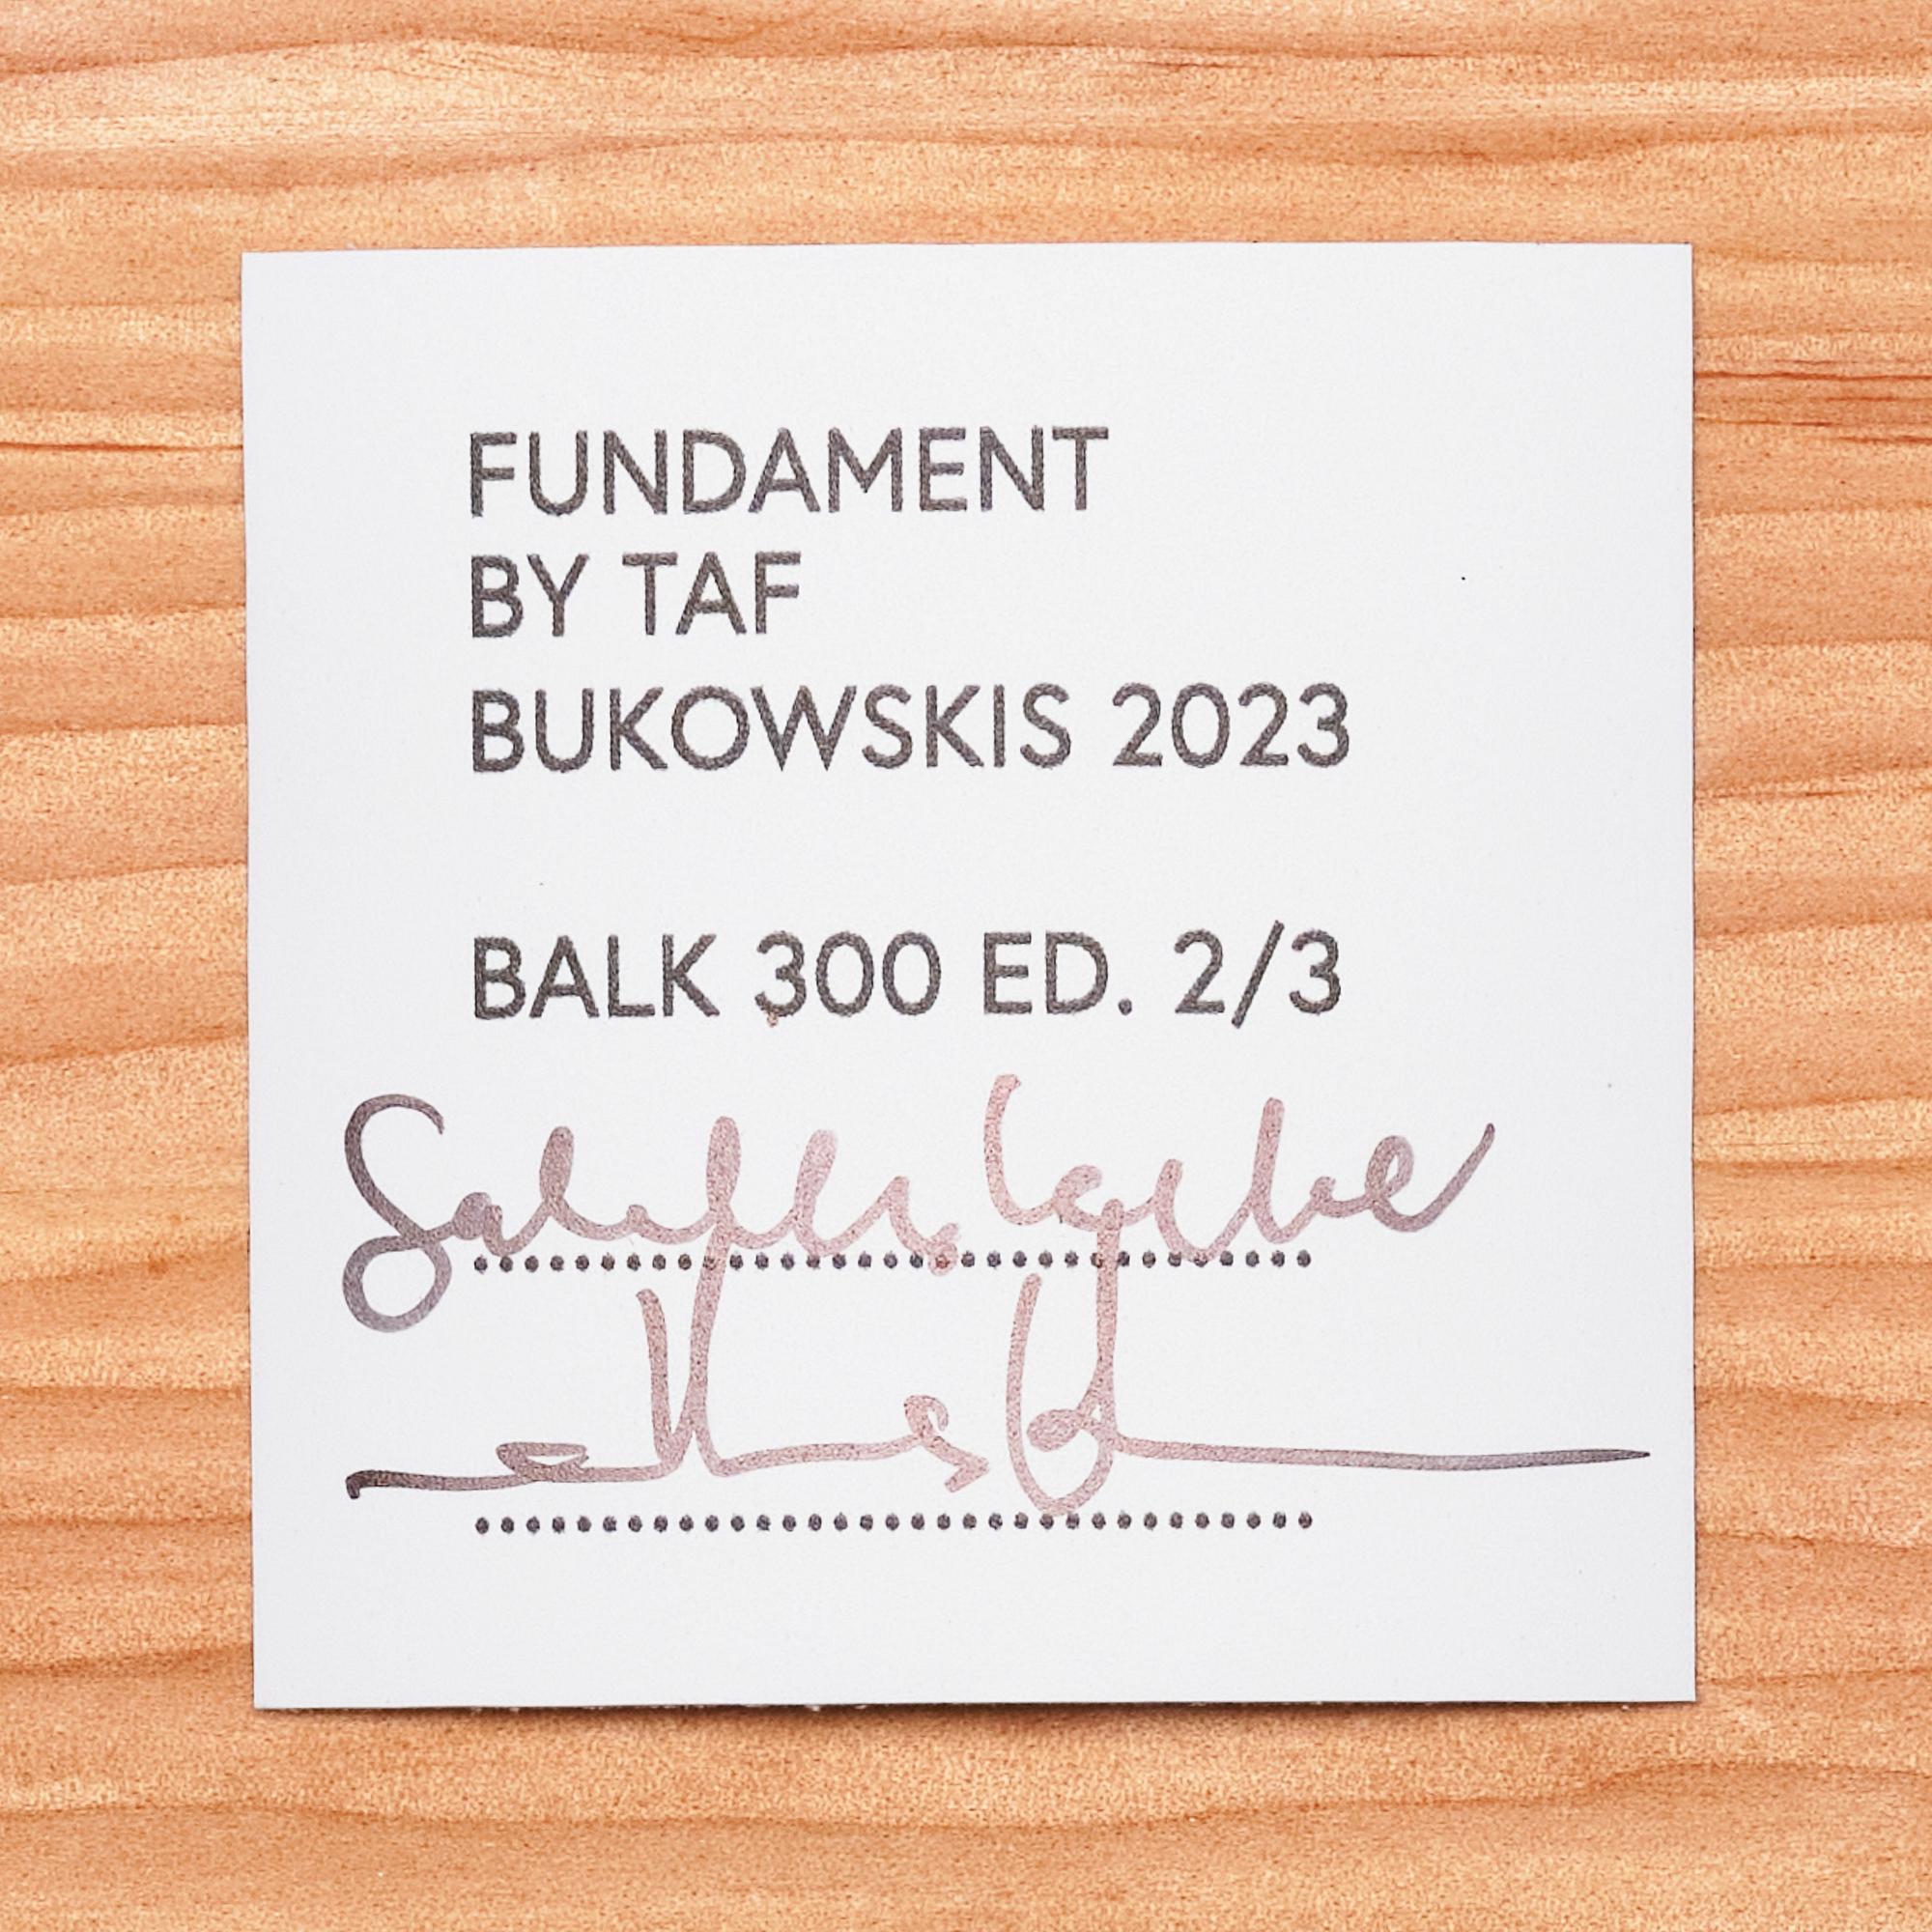 FUNDAMENT
BY TAF
BUKOWSKIS 2023
BALK 300 ED. 2/3